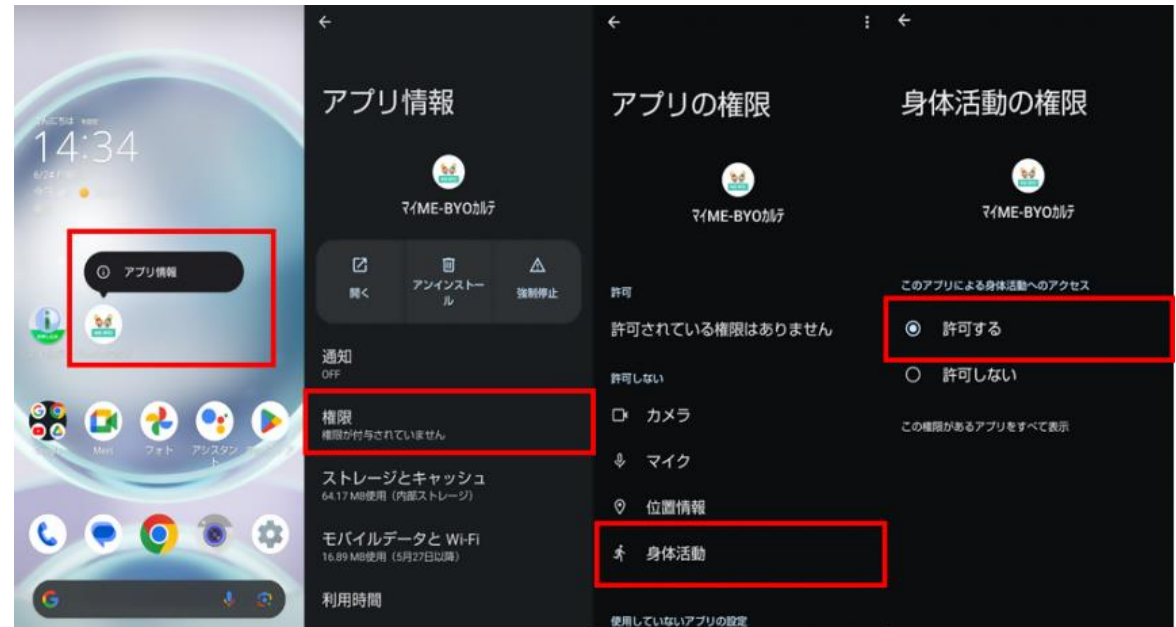 14:34
アプリ情報
Meet
フォト
アシスタン
ト
アプリ情報
ME-BYO
マイME-BYOカルテ
開く
アンインストー
ル
強制停止
通知
OFF
権限
権限が付与されていません
ストレージとキャッシュ
64.17 MB使用（内部ストレージ）
モバイルデータと Wi-Fi
16.89 MB使用（5月27日以降）
利用時間
アプリの権限
マイME-BYOカルテ
許可
許可されている権限はありません
許可しない
カメラ
マイク
位置情報
身体活動
使用していないアプリの設定
身体活動の権限
マイME-BYOカルテ
このアプリによる身体活動へのアクセス
許可する
許可しない
この権限があるアプリをすべて表示